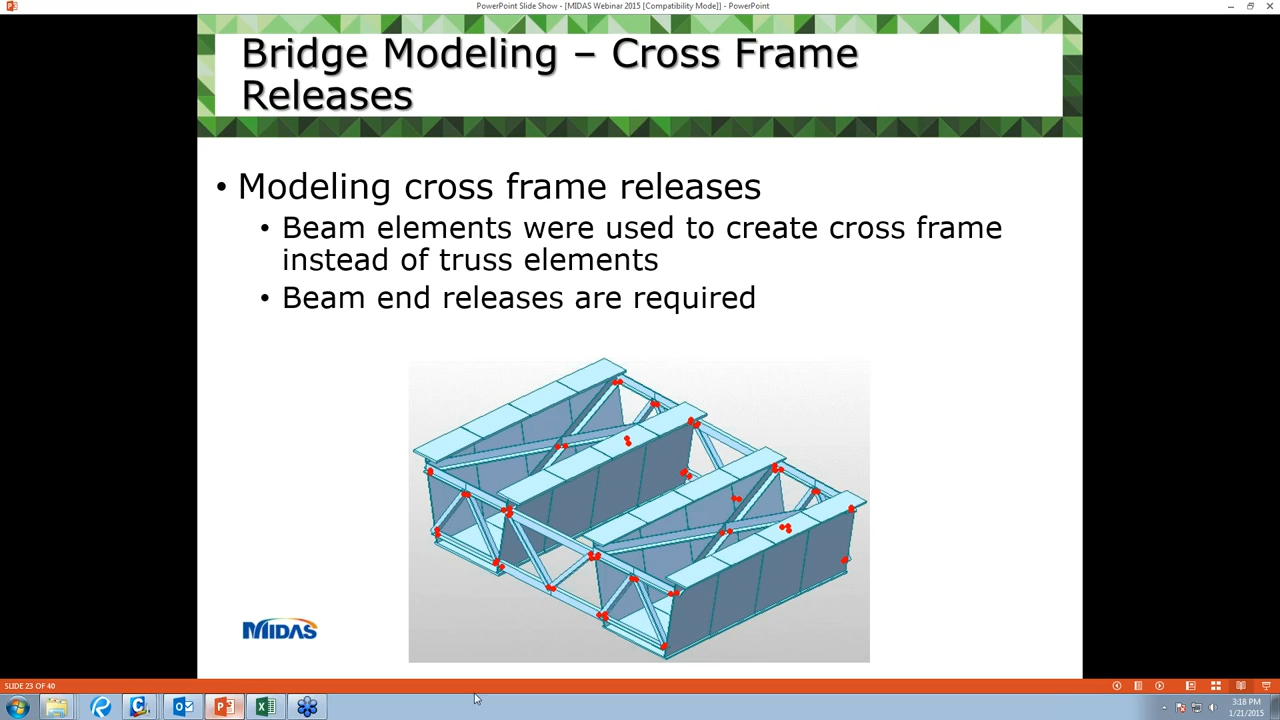 PowerPoint Slide Show - [MIDAS Webinar 2015 [Compatibility Mode]] - PowerPoint
Bridge Modeling – Cross Frame
Releases
• Modeling cross frame releases
• Beam elements were used to create cross frame
instead of truss elements
• Beam end releases are required
MIDAS
SLIDE 23 OF 40
3:18 PM
1/21/2015